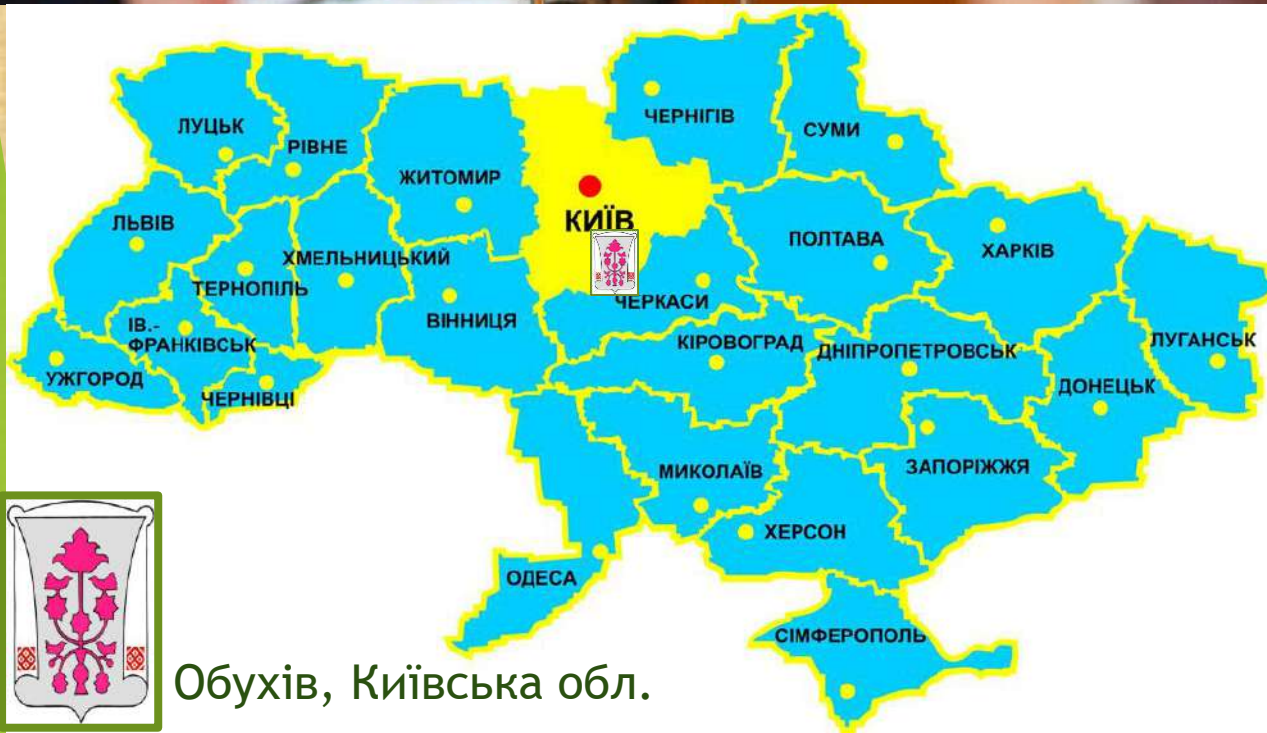 ЧЕРНІГІВ
СУМИ
ЛУЦЬК
РІВНЕ
ЖИТОМИР
КИЇВ
ЛЬВІВ
ПОЛТАВА
ХАРКІВ
ХМЕЛЬНИЦЬКИЙ
ТЕРНОПІЛЬ
ЧЕРКАСИ
ВІННИЦЯ
ІВ.-
ФРАНКІВСЬК
КІРОВОГРАД
ДНІПРОПЕТРОВСЬК
ЛУГАНСЬК
УЖГОРОД
ЧЕРНІВЦІ
ДОНЕЦЬК
МИКОЛАЇВ
ЗАПОРІЖЖЯ
ХЕРСОН
ОДЕСА
СІМФЕРОПОЛЬ
Обухів, Київська обл.